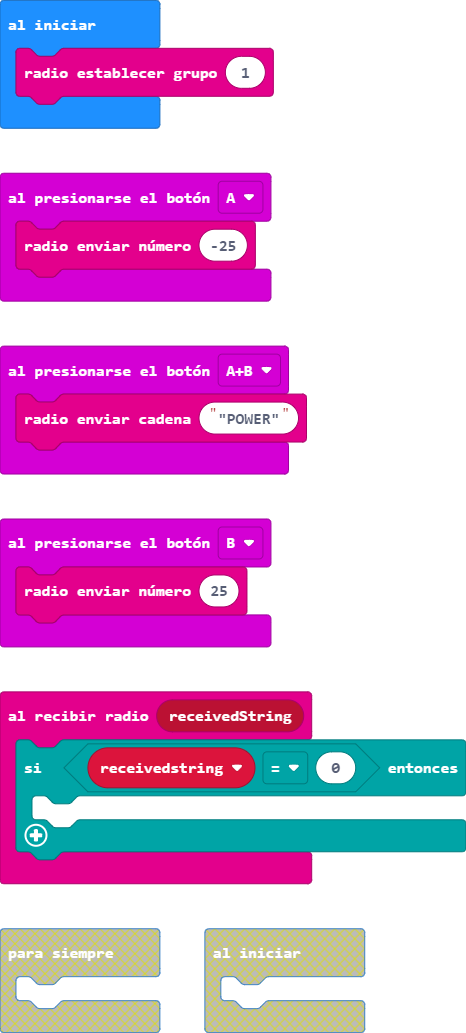 al iniciar
radio establecer grupo 1
al presionarse el botón A
radio enviar número -25
al presionarse el botón A+B
radio enviar cadena ""POWER""
al presionarse el botón B
radio enviar número 25
al recibir radio receivedString
si receivedstring = 0 entonces
para siempre al iniciar